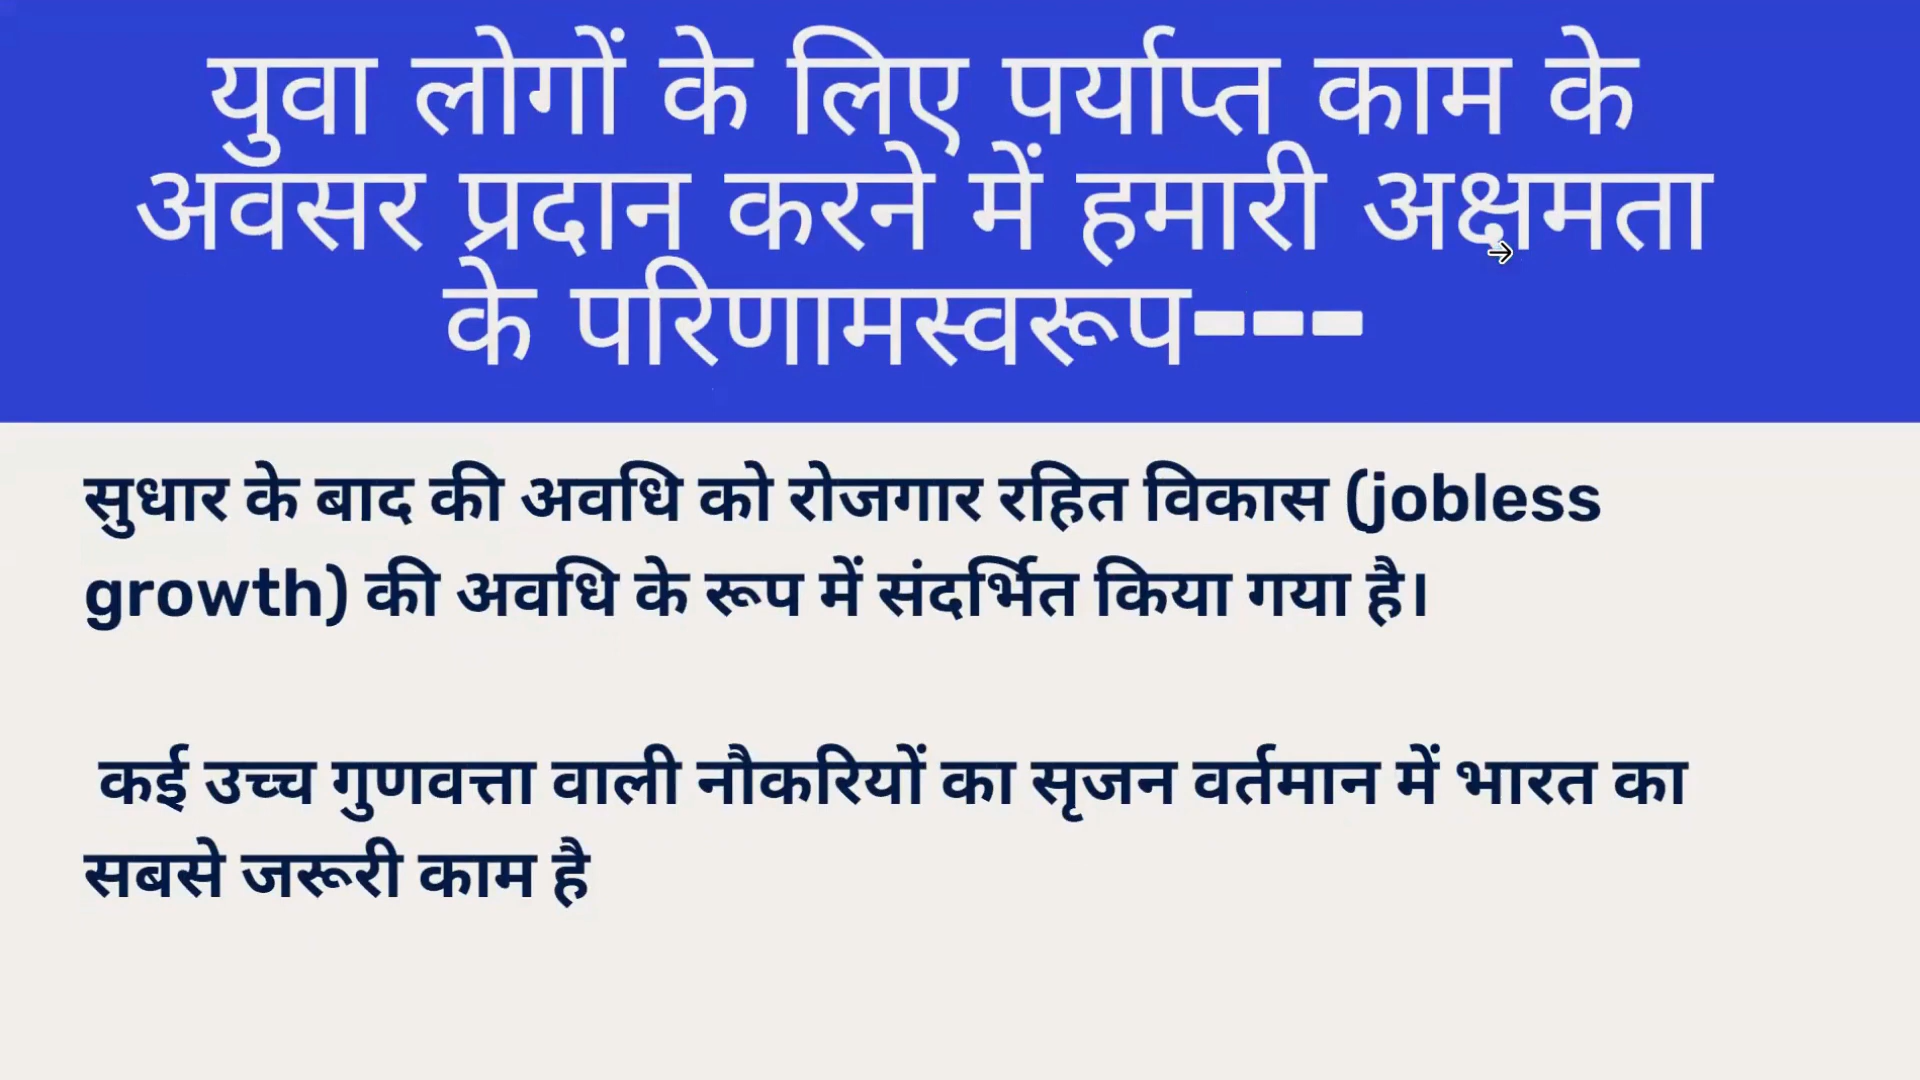 युवा लोगों के लिए पर्याप्त काम के
अवसर प्रदान करने में हमारी अक्षमता
के परिणामस्वरूप---
सुधार के बाद की अवधि को रोजगार रहित विकास (jobless
growth) की अवधि के रूप में संदर्भित किया गया है।
कई उच्च गुणवत्ता वाली नौकरियों का सृजन वर्तमान में भारत का
सबसे जरूरी काम है